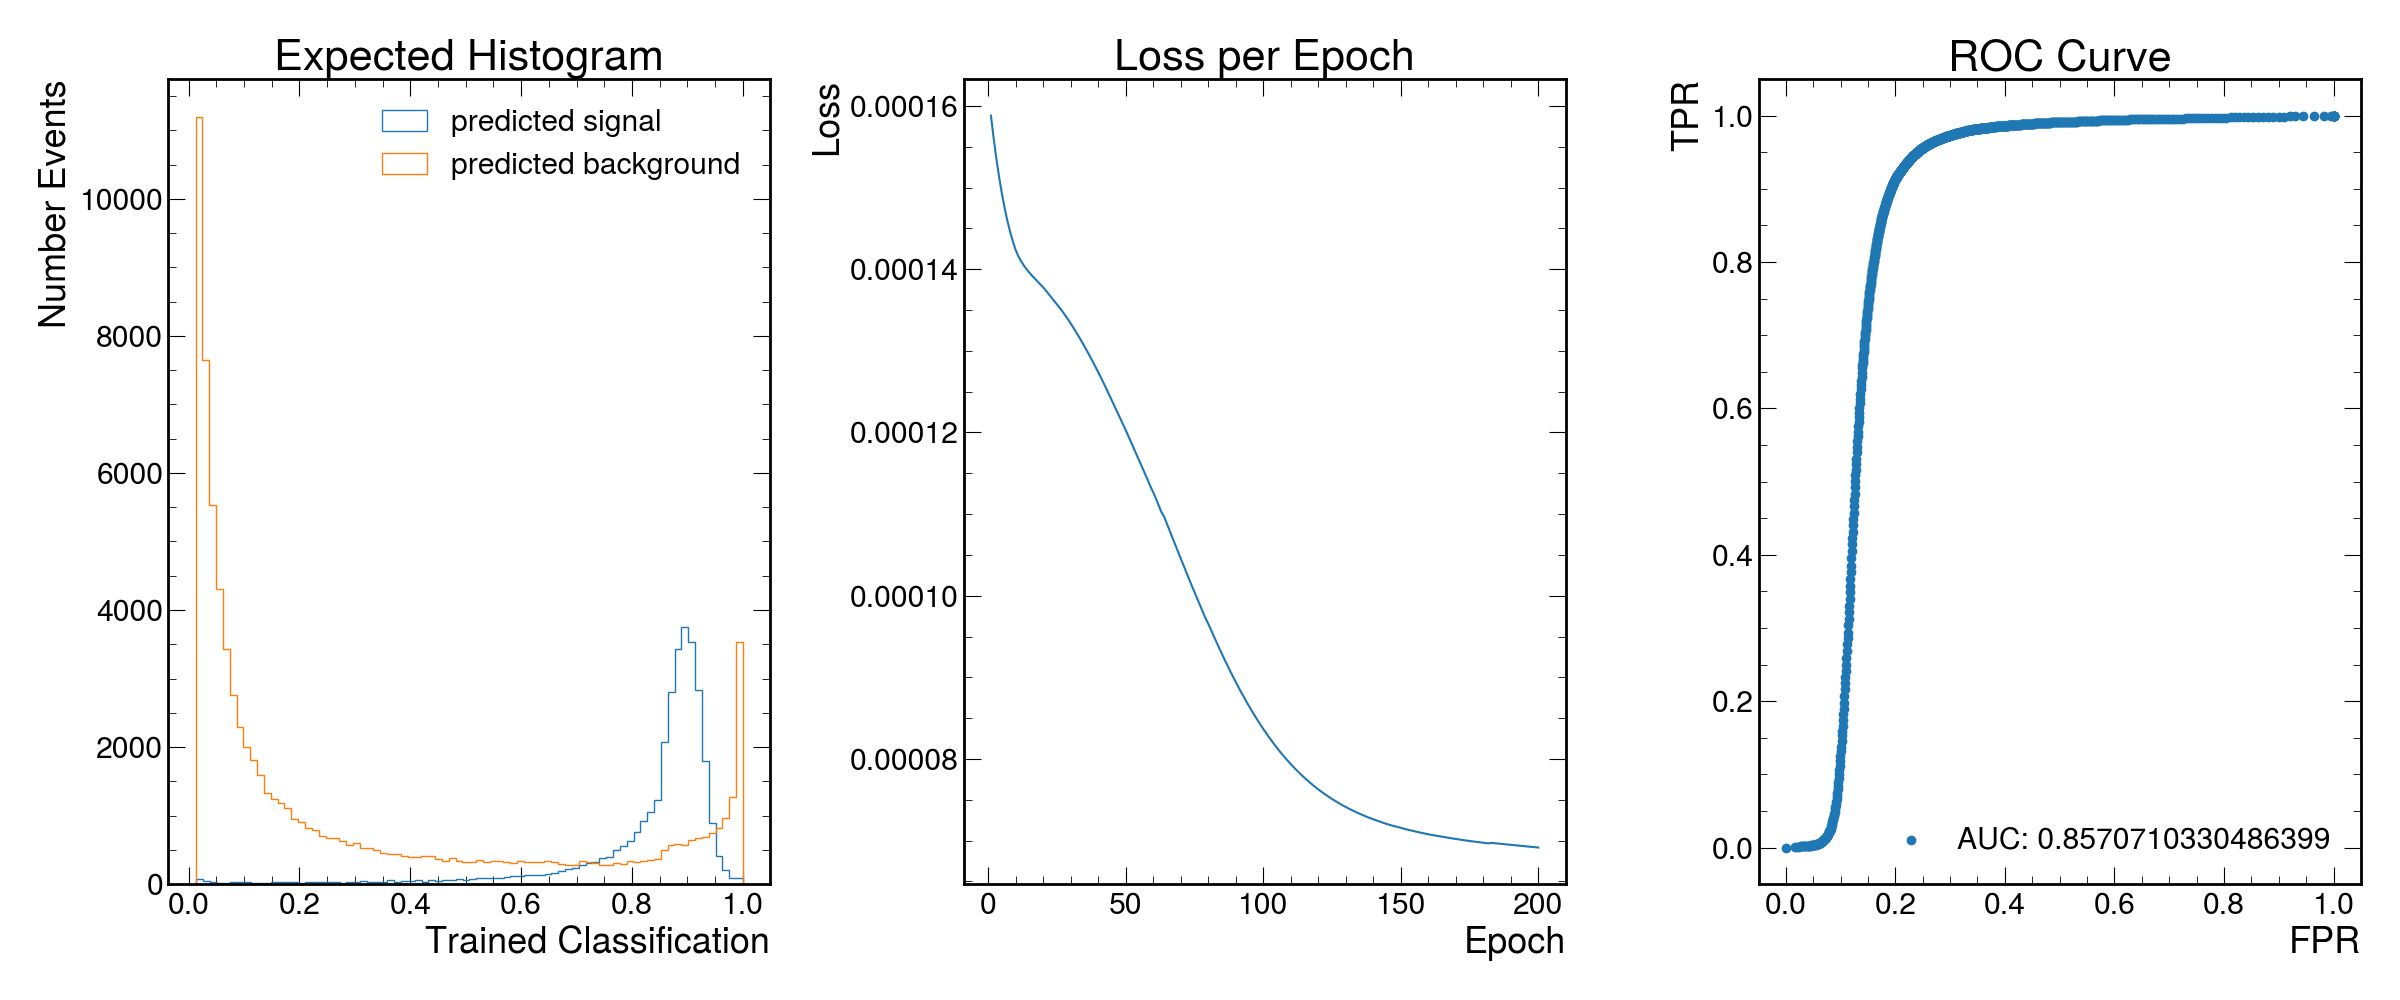 Expected Histogram
Number Events
predicted signal
predicted background
10000
8000
6000
4000
2000
0
0.0 0.2 0.4 0.6 0.8 1.0
Trained Classification
Loss per Epoch
Loss
0.00016
0.00014
0.00012
0.00010
0.00008
0 50 100 150 200
Epoch
ROC Curve
TPR
1.0
0.8
0.6
0.4
0.2
0.0
AUC: 0.8570710330486399
0.0 0.2 0.4 0.6 0.8 1.0
FPR